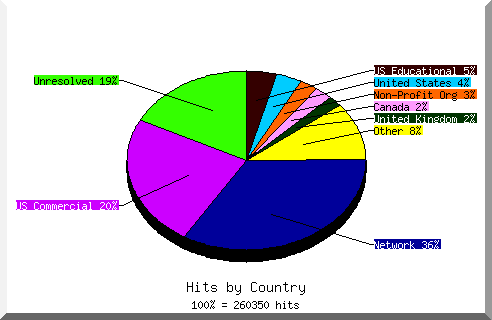 US Educational 5%
Unresolved 19%
United States 4%
Non-Profit Org 3%
Canada 2%
United Kingdom 2%
Other 8%
US Commercial 20%
Network 36%
Hits by Country
100% = 260350 hits